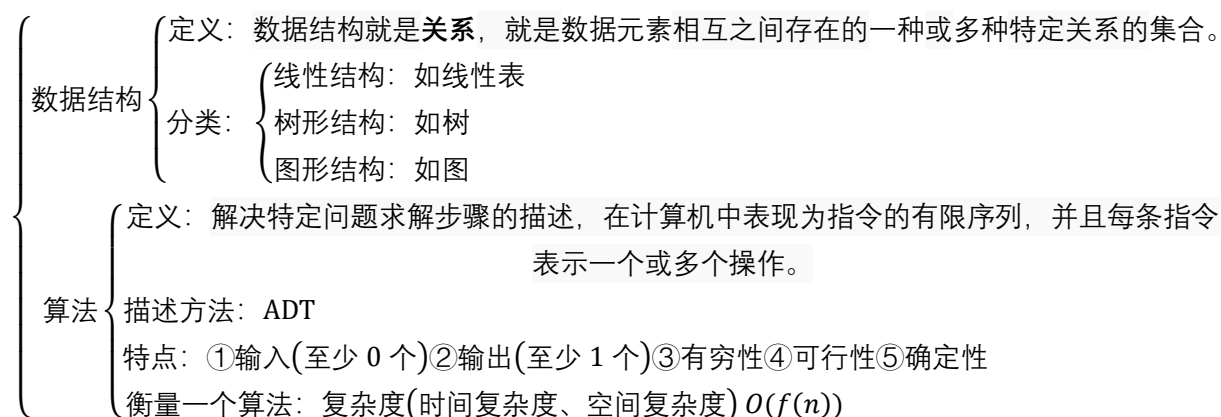 定义：数据结构就是关系，就是数据元素相互之间存在的一种或多种特定关系的集合。
数据结构
分类：
线性结构：如线性表
树形结构：如树
图形结构：如图
定义：解决特定问题求解步骤的描述，在计算机中表现为指令的有限序列，并且每条指令
表示一个或多个操作。
算法
描述方法：ADT
特点：①输入(至少 0 个)②输出(至少 1 个)③有穷性④可行性⑤确定性
衡量一个算法：复杂度(时间复杂度、空间复杂度) O(f(n))